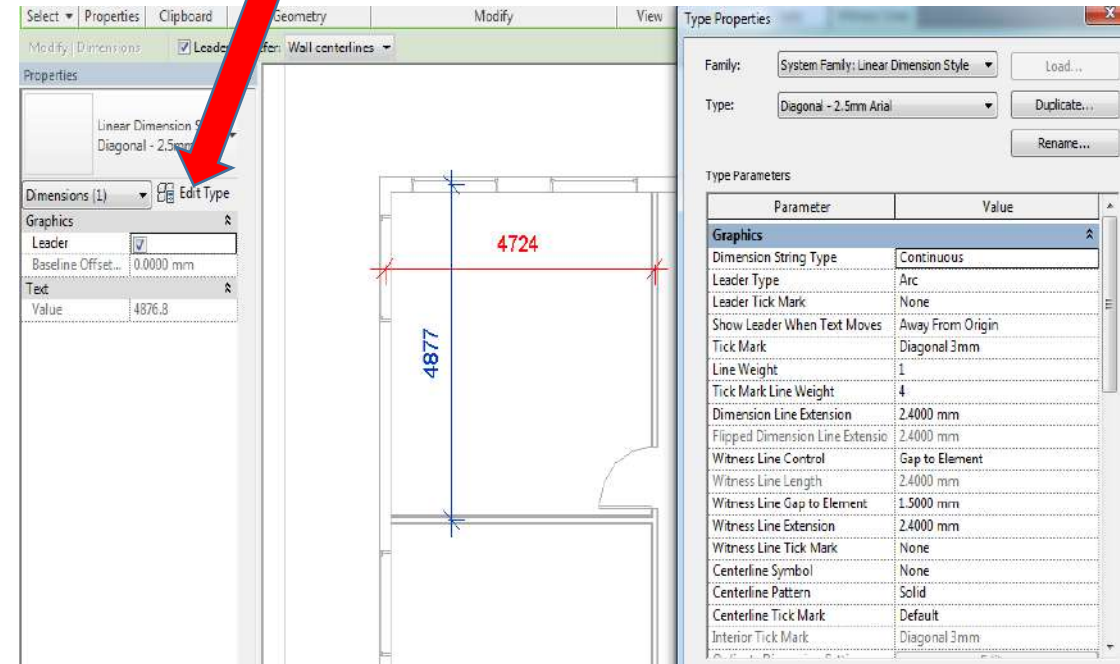 Select Properties Clipboard Geometry Modify View
Modify | Dimensions Leader Prefer: Wall centerlines
Properties
Linear Dimension
Diagonal - 2.5mm
Dimensions (1) Edit Type
Graphics
Leader
Baseline Offset... 0.0000 mm
Text
Value 4876.8
4724
4877
Type Properties
Family: System Family: Linear Dimension Style Load...
Type: Diagonal - 2.5mm Arial Duplicate...
Rename...
Type Parameters
Parameter Value
Graphics
Dimension String Type Continuous
Leader Type Arc
Leader Tick Mark None
Show Leader When Text Moves Away From Origin
Tick Mark Diagonal 3mm
Line Weight 1
Tick Mark Line Weight 4
Dimension Line Extension 2.4000 mm
Flipped Dimension Line Extensio 2.4000 mm
Witness Line Control Gap to Element
Witness Line Length 2.4000 mm
Witness Line Gap to Element 1.5000 mm
Witness Line Extension 2.4000 mm
Witness Line Tick Mark None
Centerline Symbol None
Centerline Pattern Solid
Centerline Tick Mark Default
Interior Tick Mark Diagonal 3mm